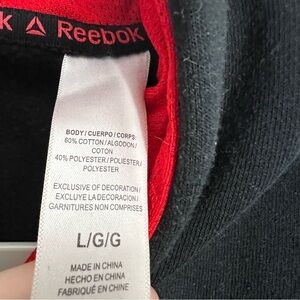 k Reebok
BODY/CUERPO/CORPS:
60% COTTON/ALGODON/
COTON
40% POLYESTER/POLIESTER/
POLYESTER
EXCLUSIVE OF DECORATION/
EXCLUYE LA DECORACION/
GARNITURES NON COMPRISES
L/G/G
MADE IN CHINA
HECHO EN CHINA
FABRIQUÉ EN CHINE